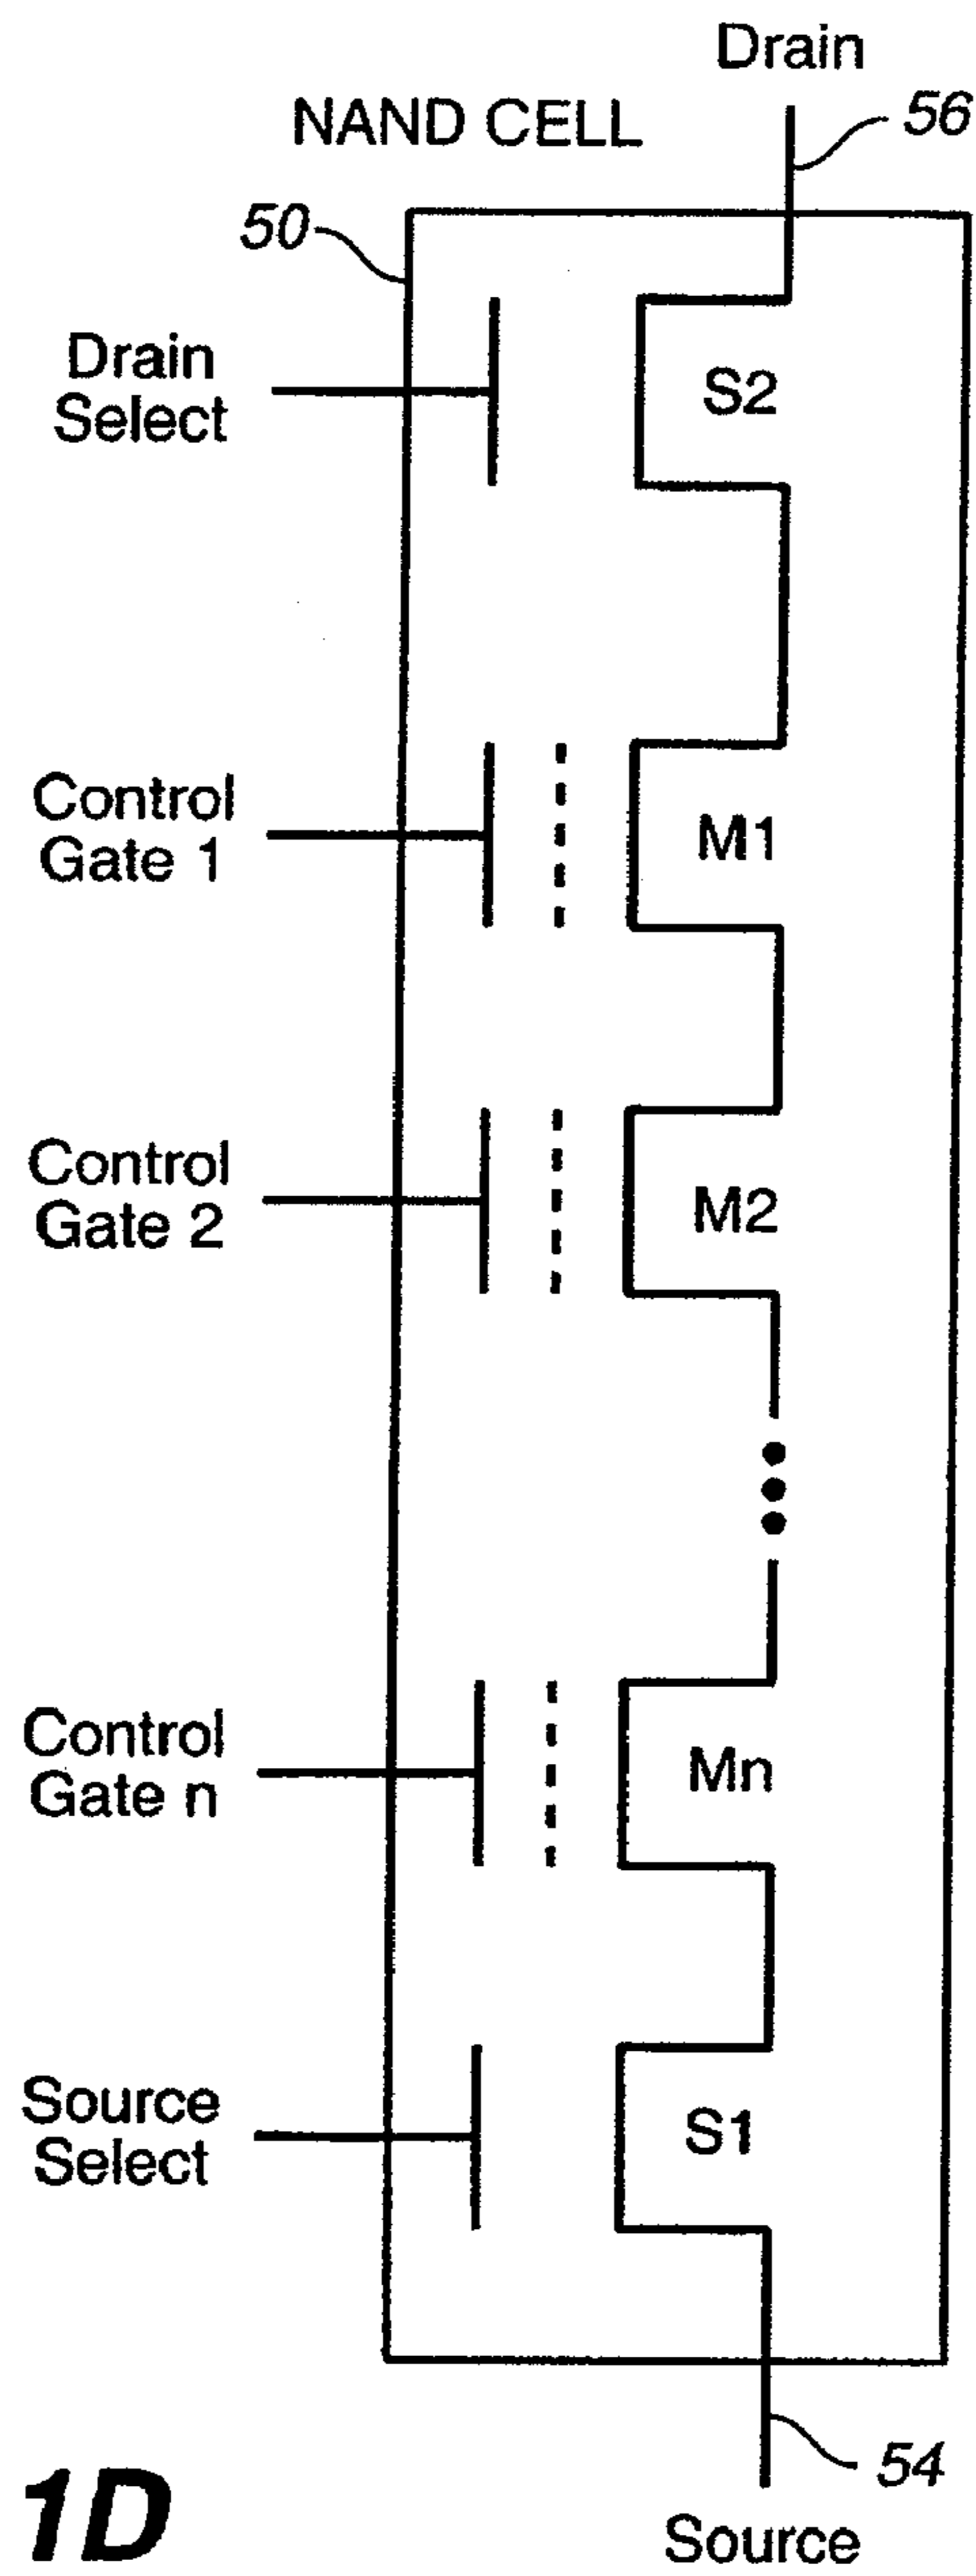 Drain
56
NAND CELL
50
Drain
Select
S2
Control
Gate 1
M1
Control
Gate 2
M2
Control
Gate n
Mn
Source
Select
S1
54
Source
1D